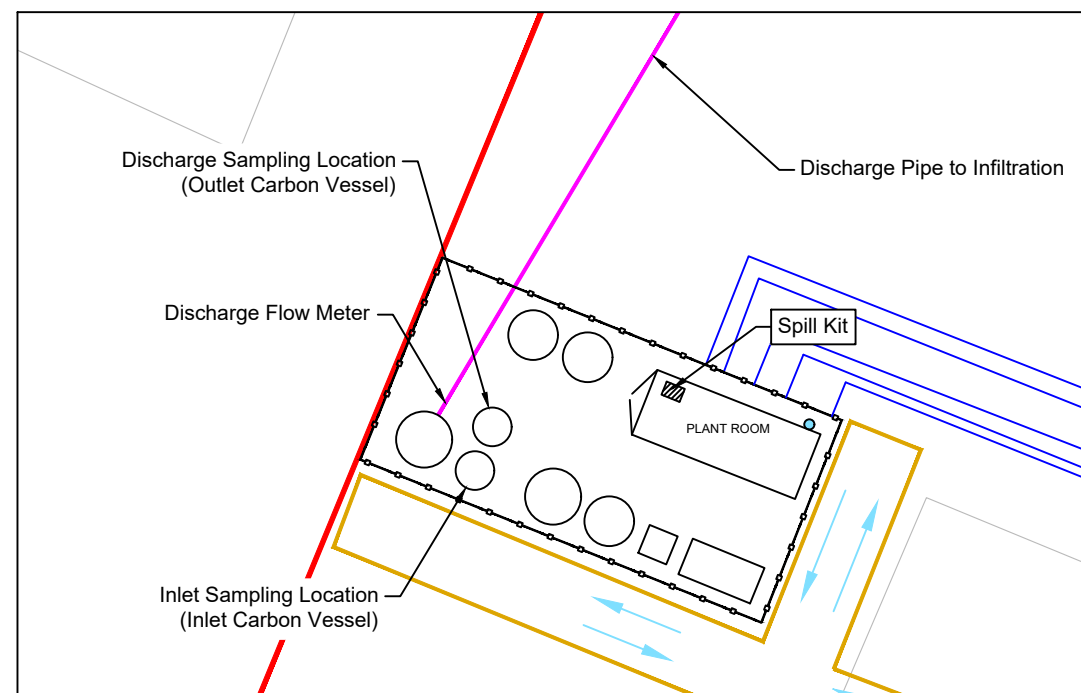 Discharge Sampling Location
(Outlet Carbon Vessel)
Discharge Pipe to Infiltration
Discharge Flow Meter
Spill Kit
PLANT ROOM
Inlet Sampling Location
(Inlet Carbon Vessel)